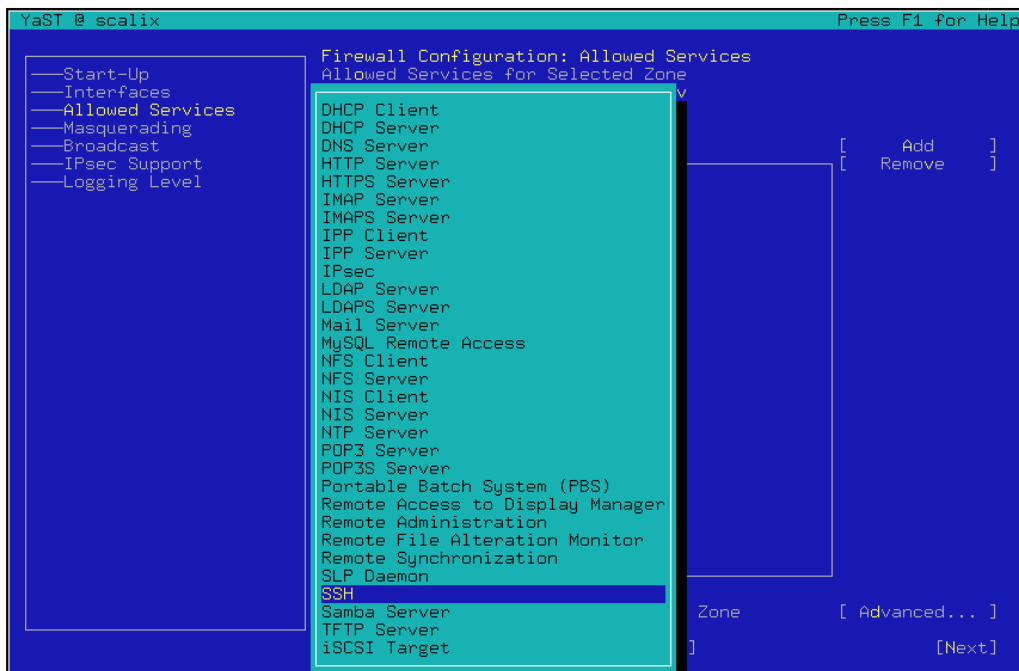 YaST @ scalix Press F1 for Help
Firewall Configuration: Allowed Services
Allowed Services for Selected Zone
Start-Up
Interfaces
Allowed Services
Masquerading
Broadcast
IPsec Support
Logging Level
v
DHCP Client
DHCP Server
DNS Server
HTTP Server
HTTPS Server
IMAP Server
IMAPS Server
IPP Client
IPP Server
IPsec
LDAP Server
LDAPS Server
Mail Server
MySQL Remote Access
NFS Client
NFS Server
NIS Client
NIS Server
NTP Server
POP3 Server
POP3S Server
Portable Batch System (PBS)
Remote Access to Display Manager
Remote Administration
Remote File Alteration Monitor
Remote Synchronization
SLP Daemon
SSH
Samba Server
TFTP Server
iSCSI Target
[ Add ]
[ Remove ]
Zone [ Advanced... ]
] [Next]